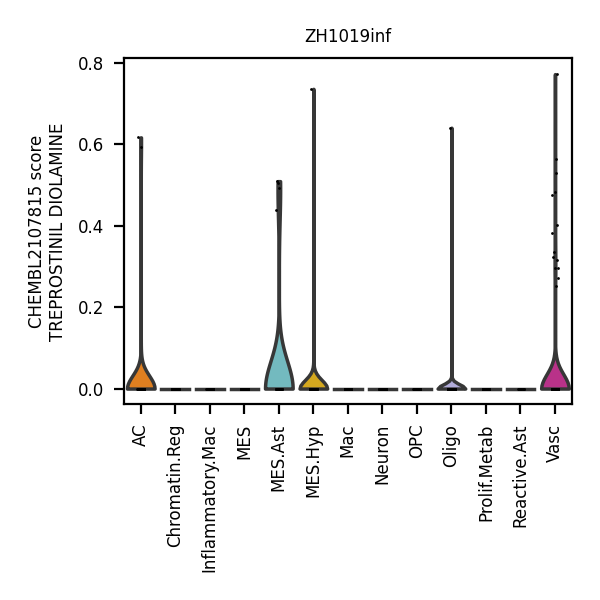 ZH1019inf
CHEMBL2107815 score
TREPROSTINIL DIOLAMINE
0.8
0.6
0.4
0.2
0.0
AC
Chromatin.Reg
Inflammatory.Mac
MES
MES.Ast
MES.Hyp
Mac
Neuron
OPC
Oligo
Prolif.Metab
Reactive.Ast
Vasc